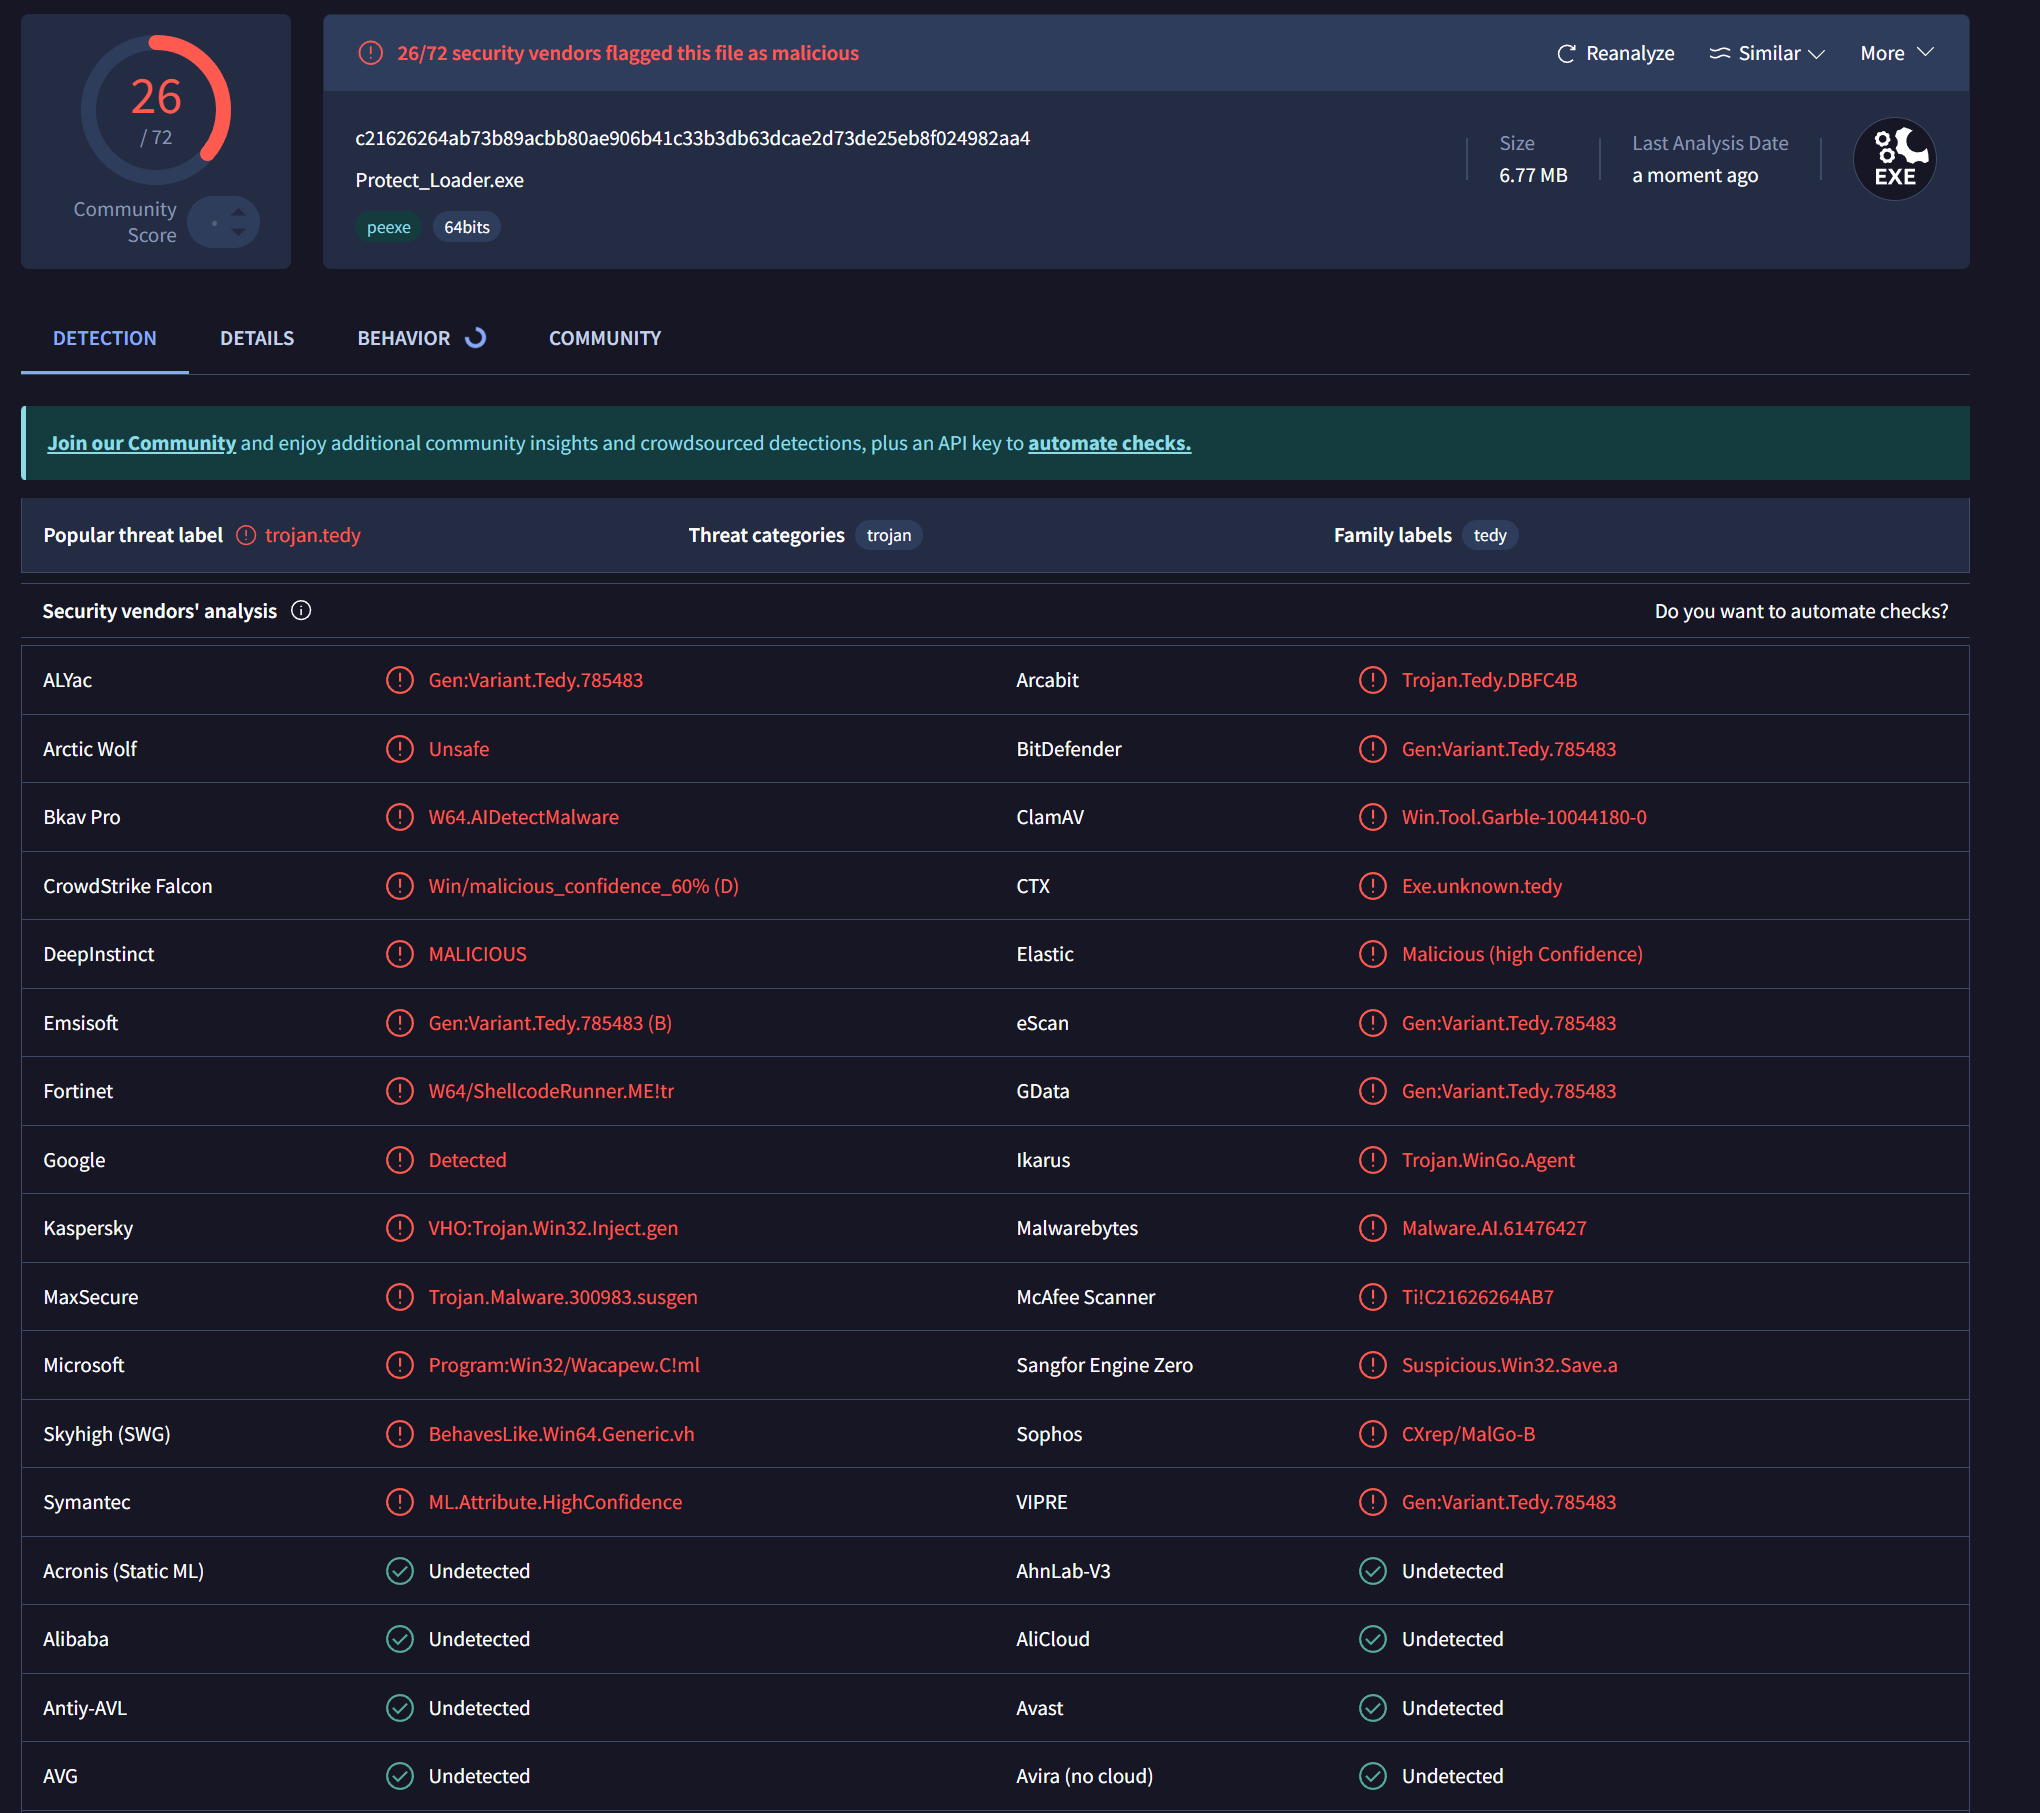 26
/ 72
Community
Score
26/72 security vendors flagged this file as malicious
Reanalyze
Similar
More
c21626264ab73b89acbb80ae906b41c33b3db63dcae2d73de25eb8f024982aa4
Protect_Loader.exe
peexe
64bits
Size
6.77 MB
Last Analysis Date
a moment ago
EXE
DETECTION
DETAILS
BEHAVIOR
COMMUNITY
Join our Community and enjoy additional community insights and crowdsourced detections, plus an API key to automate checks.
Popular threat label trojan.tedy
Threat categories trojan
Family labels tedy
Security vendors' analysis
Do you want to automate checks?
ALYac Gen:Variant.Tedy.785483
Arcabit Trojan.Tedy.DBFC4B
Arctic Wolf Unsafe
BitDefender Gen:Variant.Tedy.785483
Bkav Pro W64.AIDetectMalware
ClamAV Win.Tool.Garble-10044180-0
CrowdStrike Falcon Win/malicious_confidence_60% (D)
CTX Exe.unknown.tedy
DeepInstinct MALICIOUS
Elastic Malicious (high Confidence)
Emsisoft Gen:Variant.Tedy.785483 (B)
eScan Gen:Variant.Tedy.785483
Fortinet W64/ShellcodeRunner.ME!tr
GData Gen:Variant.Tedy.785483
Google Detected
Ikarus Trojan.WinGo.Agent
Kaspersky VHO:Trojan.Win32.Inject.gen
Malwarebytes Malware.AI.61476427
MaxSecure Trojan.Malware.300983.susgen
McAfee Scanner Ti!C21626264AB7
Microsoft Program:Win32/Wacapew.C!ml
Sangfor Engine Zero Suspicious.Win32.Save.a
Skyhigh (SWG) BehavesLike.Win64.Generic.vh
Sophos CXrep/MalGo-B
Symantec ML.Attribute.HighConfidence
VIPRE Gen:Variant.Tedy.785483
Acronis (Static ML) Undetected
AhnLab-V3 Undetected
Alibaba Undetected
AliCloud Undetected
Antiy-AVL Undetected
Avast Undetected
AVG Undetected
Avira (no cloud) Undetected